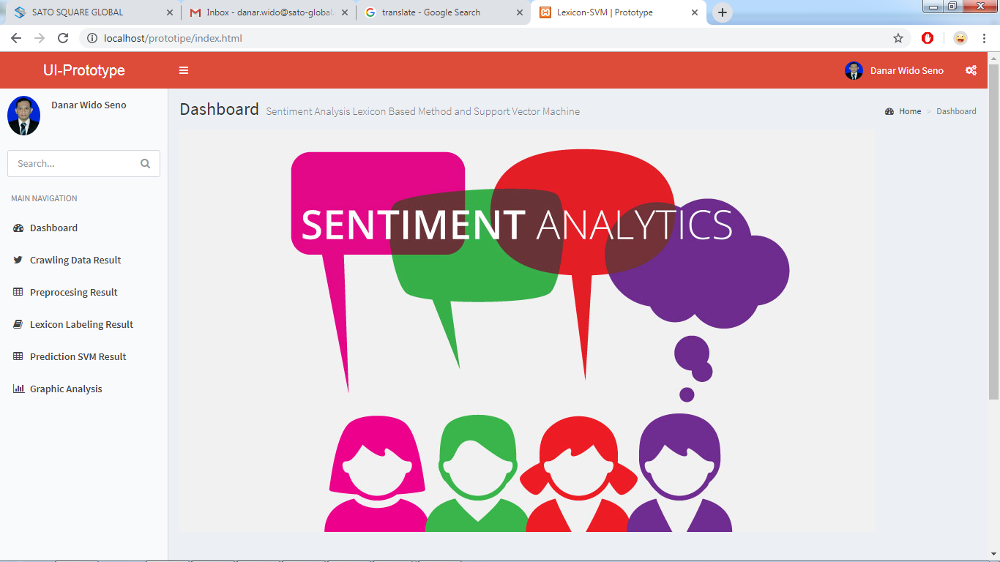 SATO SQUARE GLOBAL
Inbox - danar.wido@sato-global.
translate - Google Search
Lexicon-SVM | Prototype
localhost/prototipe/index.html
UI-Prototype
Danar Wido Seno
Danar Wido Seno
Dashboard Sentiment Analysis Lexicon Based Method and Support Vector Machine
Home > Dashboard
Search...
MAIN NAVIGATION
Dashboard
Crawling Data Result
Preprocesing Result
Lexicon Labeling Result
Prediction SVM Result
Graphic Analysis
SENTIMENT ANALYTICS